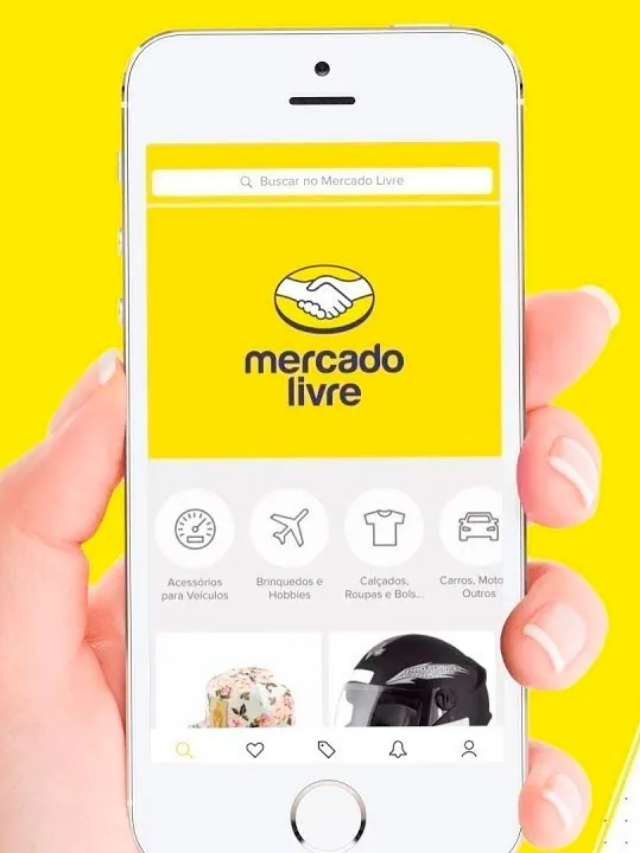 Buscar no Mercado Livre
mercado
livre
Acessórios
para Veículos
Brinquedos e
Hobbies
Calçados,
Roupas e Bols...
Carros, Moto
Outros